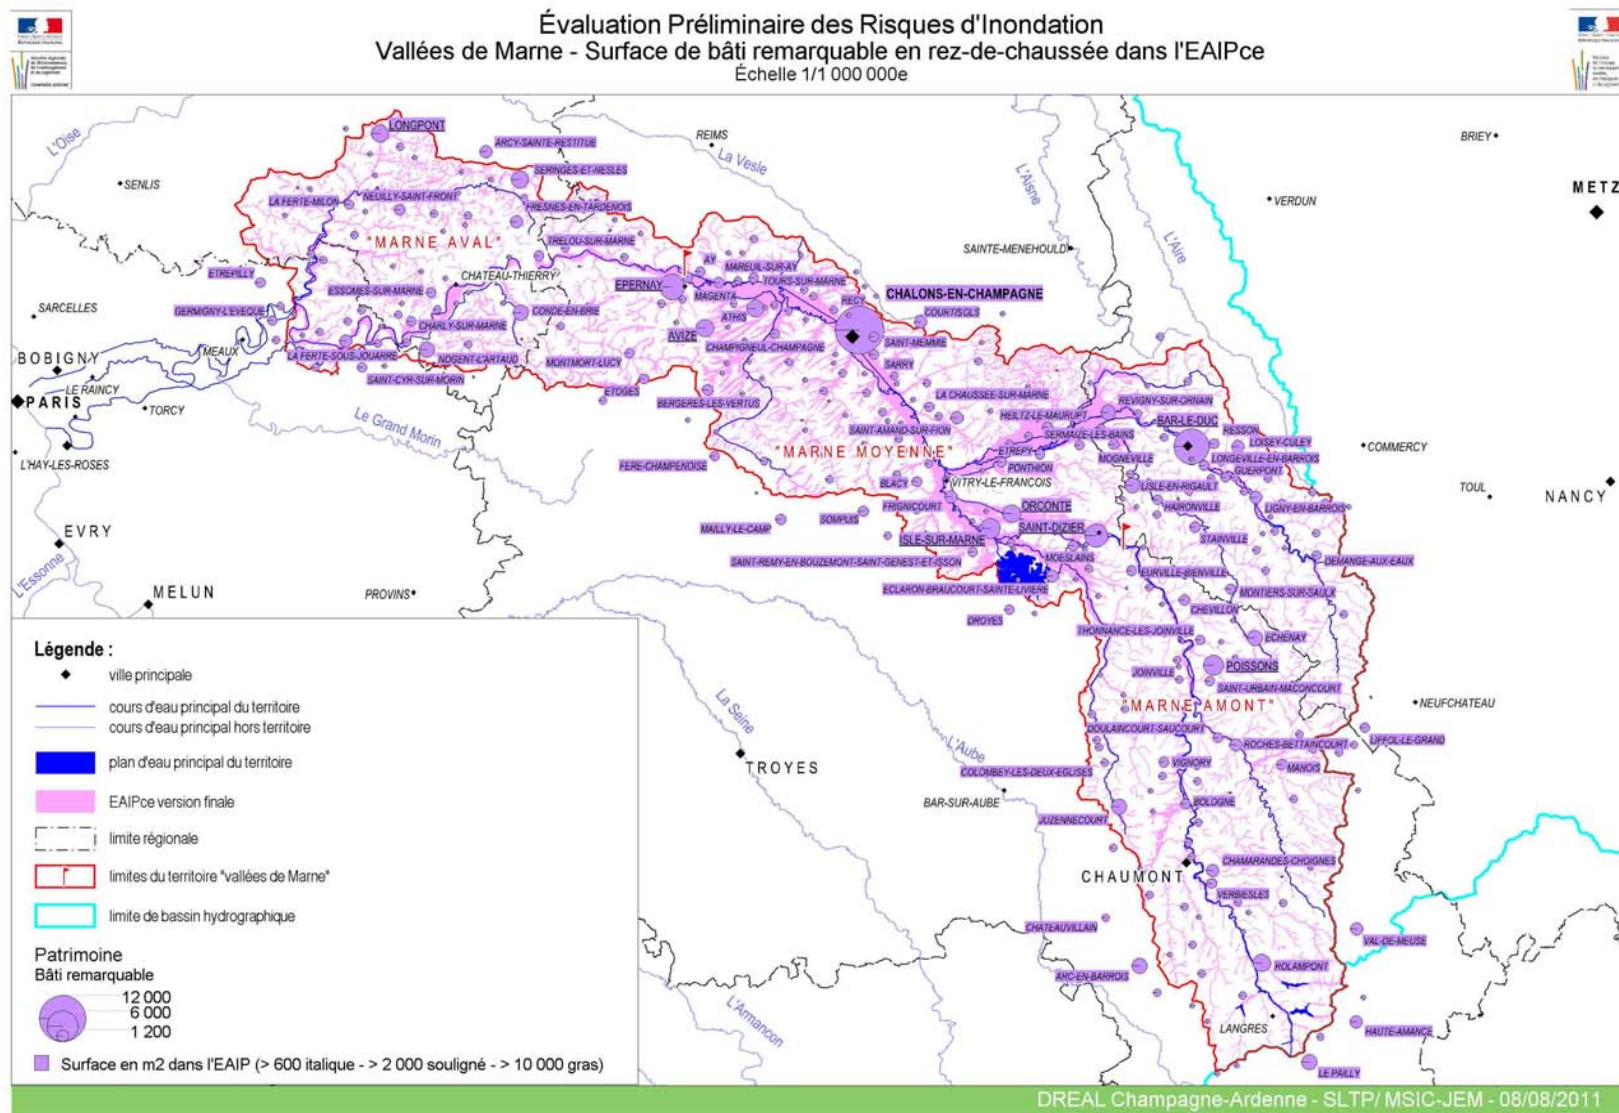 Évaluation Préliminaire des Risques d'Inondation
Vallées de Marne - Surface de bâti remarquable en rez-de-chaussée dans l'EAIPce
Échelle 1/1 000 000e
LONGPONT
ARCY-SAINTE-RESTITUE
REIMS
BRIEY
L'Oise
La Vesle
SENLIS
SERINGES-ET-NESLES
L'Aisne
METZ
LA FERTE-MILON
NEUILLY-SAINT-FRONT
FRESNES-EN-TARDENOIS
VERDUN
"MARNE AVAL"
TRELOU-SUR-MARNE
SAINTE-MENEHOULD
L'Aire
ETREPILLY
CHATEAU-THIERRY
AY
MAREUIL-SUR-AY
ESSOMES-SUR-MARNE
EPERNAY
MAGENTA
TOURS-SUR-MARNE
CHALONS-EN-CHAMPAGNE
SARCELLES
GERMIGNY-L'EVEQUE
CONDE-EN-BRIE
ATHIS
RECY
COURTISOLS
CHARLY-SUR-MARNE
AVIZE
CHAMPIGNEUL-CHAMPAGNE
SAINT-MEMMIE
BOBIGNY
MEAUX
LA FERTE-SOUS-JOUARRE
NOGENT-L'ARTAUD
MONTMORT-LUCY
SARRY
LE RAINCY
SAINT-CYR-SUR-MORIN
ETOGES
BERGERES-LES-VERTUS
LA CHAUSSEE-SUR-MARNE
PARIS
TORCY
Le Grand Morin
REVIGNY-SUR-ORNAIN
HEILTZ-LE-MAURUPT
BAR-LE-DUC
RESSON
SAINT-AMAND-SUR-FION
SERMAIZE-LES-BAINS
LOISEY-CULEY
COMMERCY
L'HAY-LES-ROSES
"MARNE MOYENNE"
ETREPY
MOGNEVILLE
LONGEVILLE-EN-BARROIS
FERE-CHAMPENOISE
PONTHION
GUERPONT
BLACY
VITRY-LE-FRANCOIS
LISLE-EN-RIGAULT
TOUL
NANCY
FRIGNICOURT
ORCONTE
HAIRONVILLE
LIGNY-EN-BARROIS
MAILLY-LE-CAMP
SOMPUIS
SAINT-DIZIER
EVRY
ISLE-SUR-MARNE
STAINVILLE
SAINT-REMY-EN-BOUZEMONT-SAINT-GENEST-ET-ISSON
MOESLAINS
DEMANGE-AUX-EAUX
L'Essonne
MELUN
PROVINS
ECLARON-BRAUCOURT-SAINTE-LIVIERE
EURVILLE-BIENVILLE
MONTIERS-SUR-SAULX
CHEVILLON
DROYES
THONNANCE-LES-JOINVILLE
ECHENAY
JOINVILLE
POISSONS
SAINT-URBAIN-MACONCOURT
"MARNE AMONT"
NEUFCHATEAU
La Seine
L'Aube
DOULAINCOURT-SAUCOURT
LIFFOL-LE-GRAND
ROCHES-BETTAINCOURT
TROYES
COLOMBEY-LES-DEUX-EGLISES
VIGNORY
MANOIS
BAR-SUR-AUBE
BOLOGNE
JUZENNECOURT
CHAMARANDES-CHOIGNES
CHAUMONT
VERBIESLES
CHATEAUVILLAIN
VAL-DE-MEUSE
ARC-EN-BARROIS
ROLAMPONT
L'Armancon
LANGRES
HAUTE-AMANCE
LE PAILLY
Légende :
ville principale
cours d'eau principal du territoire
cours d'eau principal hors territoire
plan d'eau principal du territoire
EAIPce version finale
limite régionale
limites du territoire "vallées de Marne"
limite de bassin hydrographique
Patrimoine
Bâti remarquable
12 000
6 000
1 200
Surface en m2 dans l'EAIP (> 600 italique - > 2 000 souligné - > 10 000 gras)
DREAL Champagne-Ardenne - SLTP/ MSIC-JEM - 08/08/2011